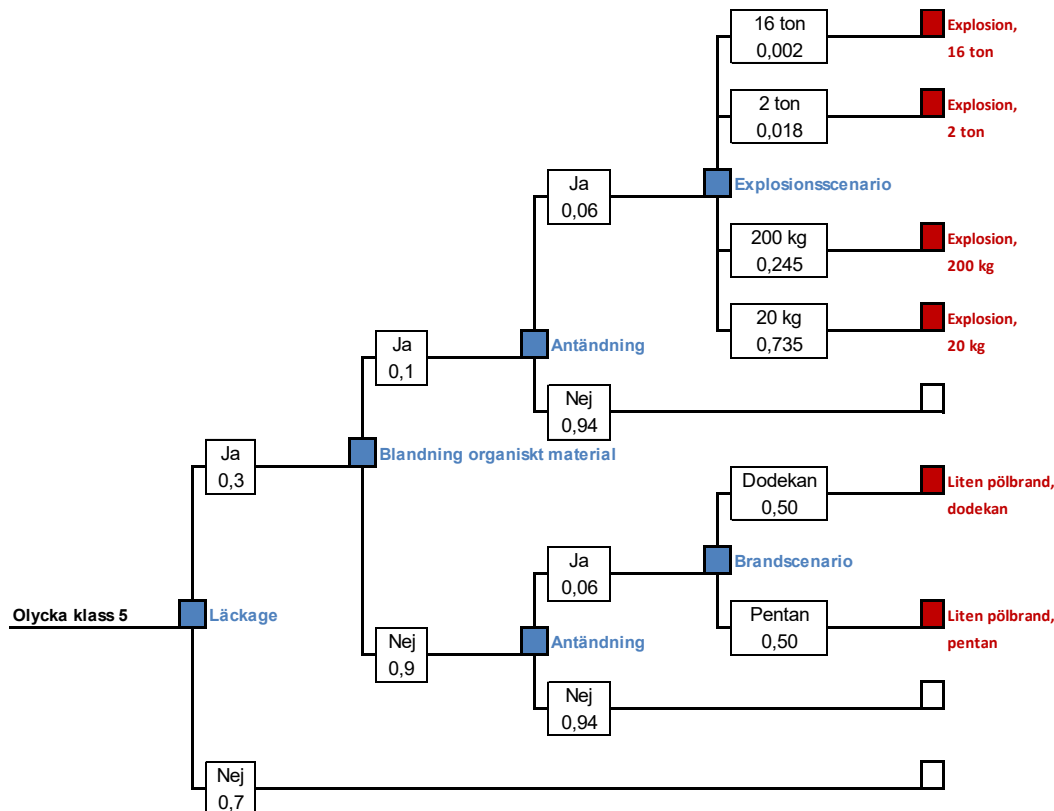 16 ton
0,002
Explosion,
16 ton
2 ton
0,018
Explosion,
2 ton
Ja
0,06
Explosionsscenario
200 kg
0,245
Explosion,
200 kg
20 kg
0,735
Explosion,
20 kg
Ja
0,1
Antändning
Nej
0,94
Ja
0,3
Blandning organiskt material
Dodekan
0,50
Liten pölbrand,
dodekan
Ja
0,06
Brandscenario
Olycka klass 5
Läckage
Pentan
0,50
Liten pölbrand,
pentan
Nej
0,9
Antändning
Nej
0,94
Nej
0,7